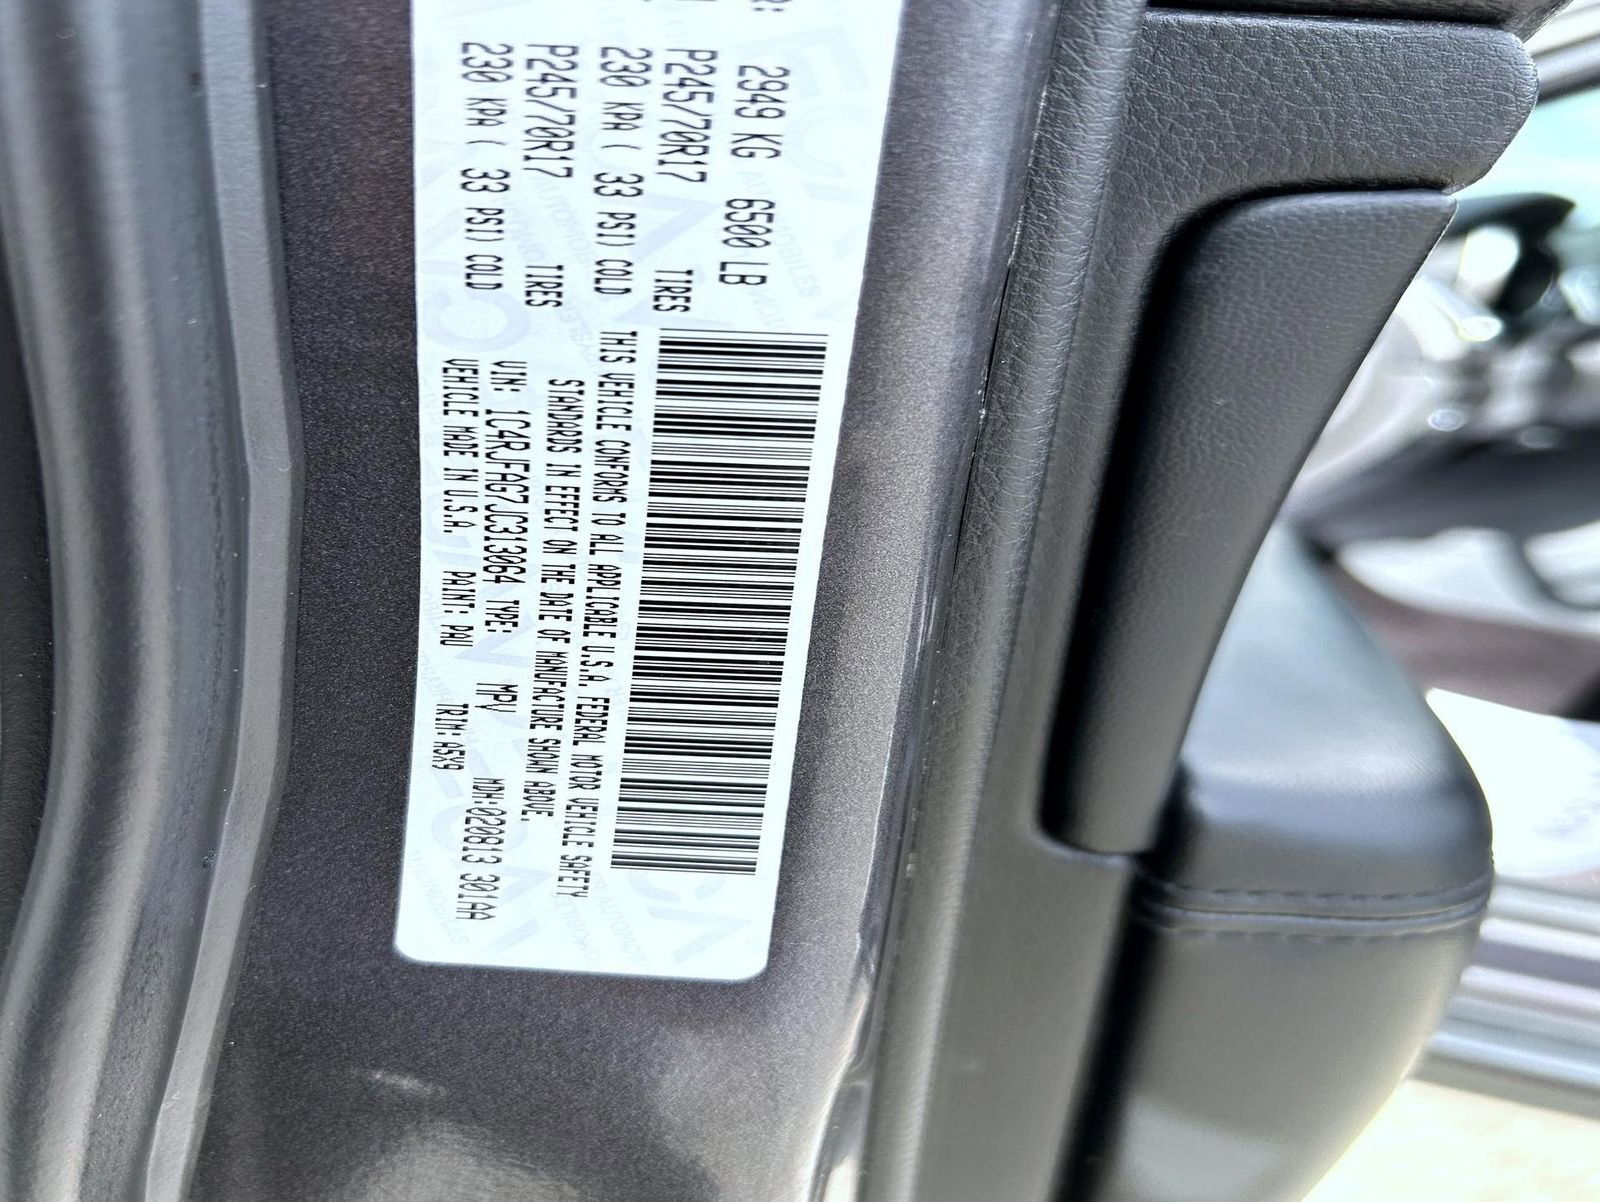 2949 KG 6500 LB
P245/70R17 TIRES
230 KPA ( 33 PSI) COLD
P245/70R17 TIRES
230 KPA ( 33 PSI) COLD
THIS VEHICLE CONFORMS TO ALL APPLICABLE U.S.A. FEDERAL MOTOR VEHICLE SAFETY
STANDARDS IN EFFECT ON THE DATE OF MANUFACTURE SHOWN ABOVE.
VIN: 1C4RJFAG7JC313064 TYPE: MPV MDH:020813 301AA
VEHICLE MADE IN U.S.A. PAINT: PAU TRIM: A5X9